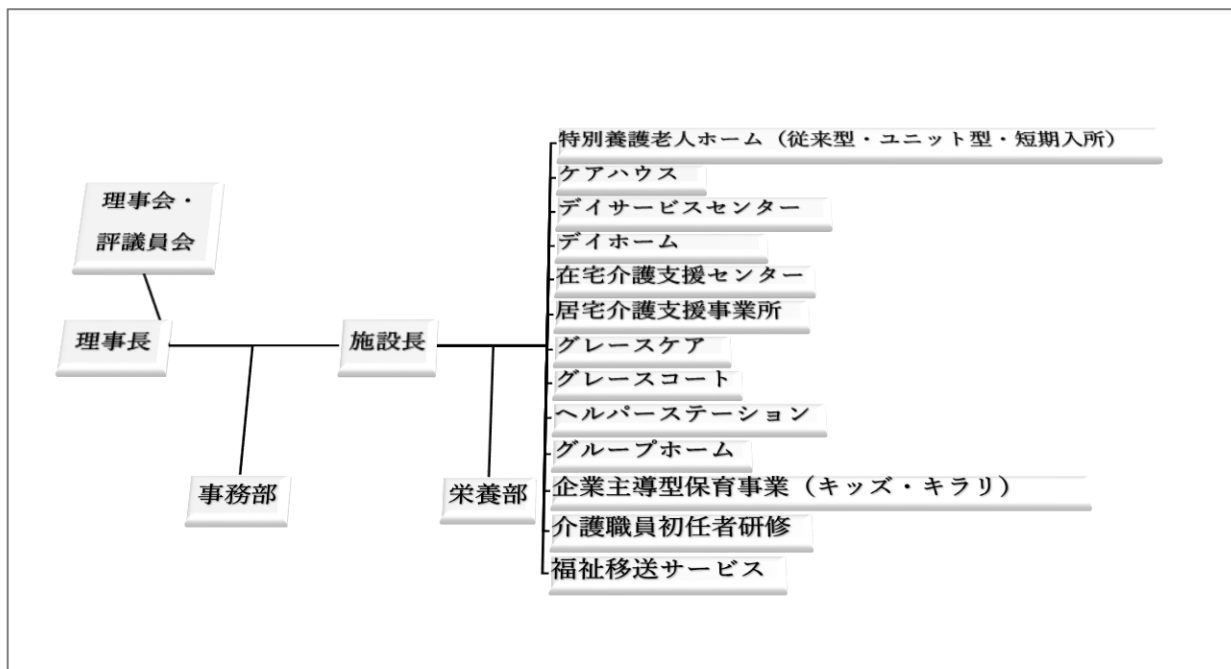 理事会・
評議員会
理事長
施設長
事務部
栄養部
特別養護老人ホーム（従来型・ユニット型・短期入所）
ケアハウス
デイサービスセンター
デイホーム
在宅介護支援センター
居宅介護支援事業所
グレースケア
グレースコート
ヘルパーステーション
グループホーム
企業主導型保育事業（キッズ・キラリ）
介護職員初任者研修
福祉移送サービス